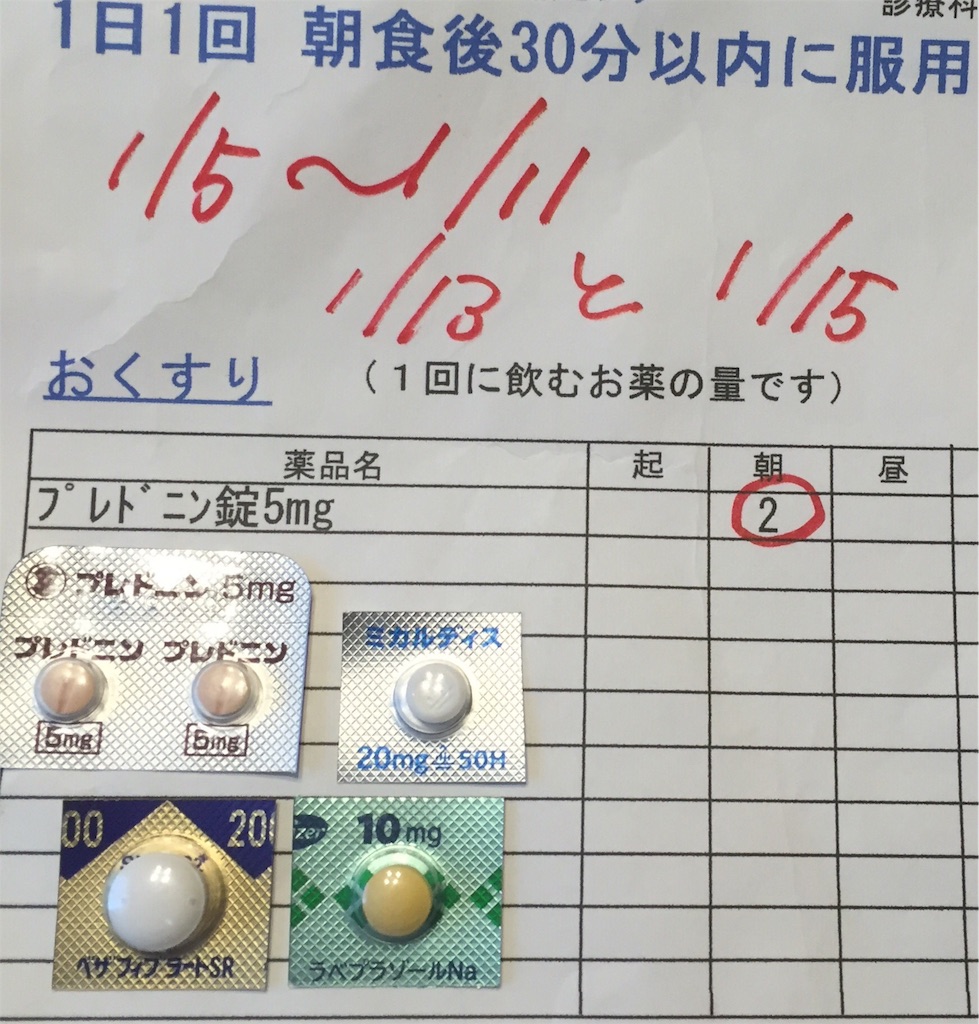 診療科
1日1回 朝食後30分以内に服用
1/5〜1/11
1/13と1/15
おくすり (1回に飲むお薬の量です)
薬品名 起 朝 昼
プレドニン錠5mg 2
プレドニン 5mg
プレドニン プレドニン
5mg 5mg
ミカルディス
20mg SOH
00 200
ベザフィブラートSR
zer 10mg
ラベプラゾールNa